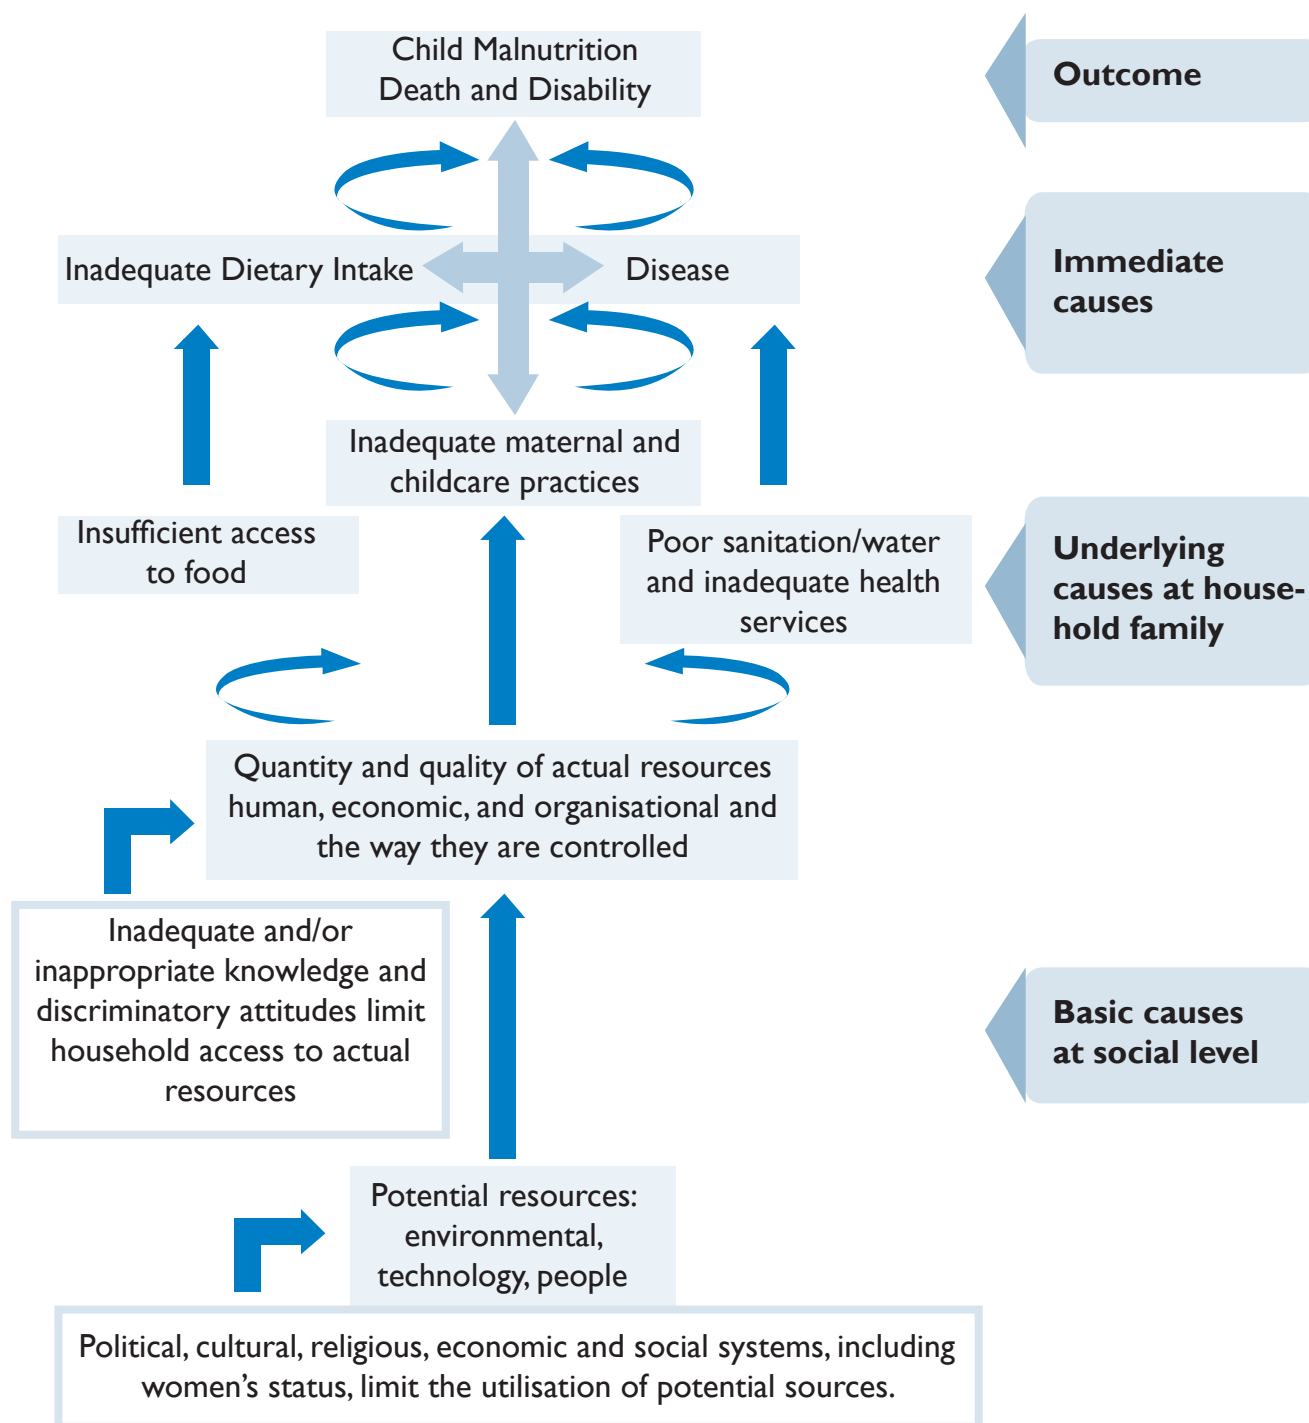 Child Malnutrition
Death and Disability
Outcome
Inadequate Dietary Intake
Disease
Immediate
causes
Inadequate maternal and
childcare practices
Insufficient access
to food
Poor sanitation/water
and inadequate health
services
Underlying
causes at house-
hold family
Quantity and quality of actual resources
human, economic, and organisational and
the way they are controlled
Inadequate and/or
inappropriate knowledge and
discriminatory attitudes limit
household access to actual
resources
Basic causes
at social level
Potential resources:
environmental,
technology, people
Political, cultural, religious, economic and social systems, including
women’s status, limit the utilisation of potential sources.